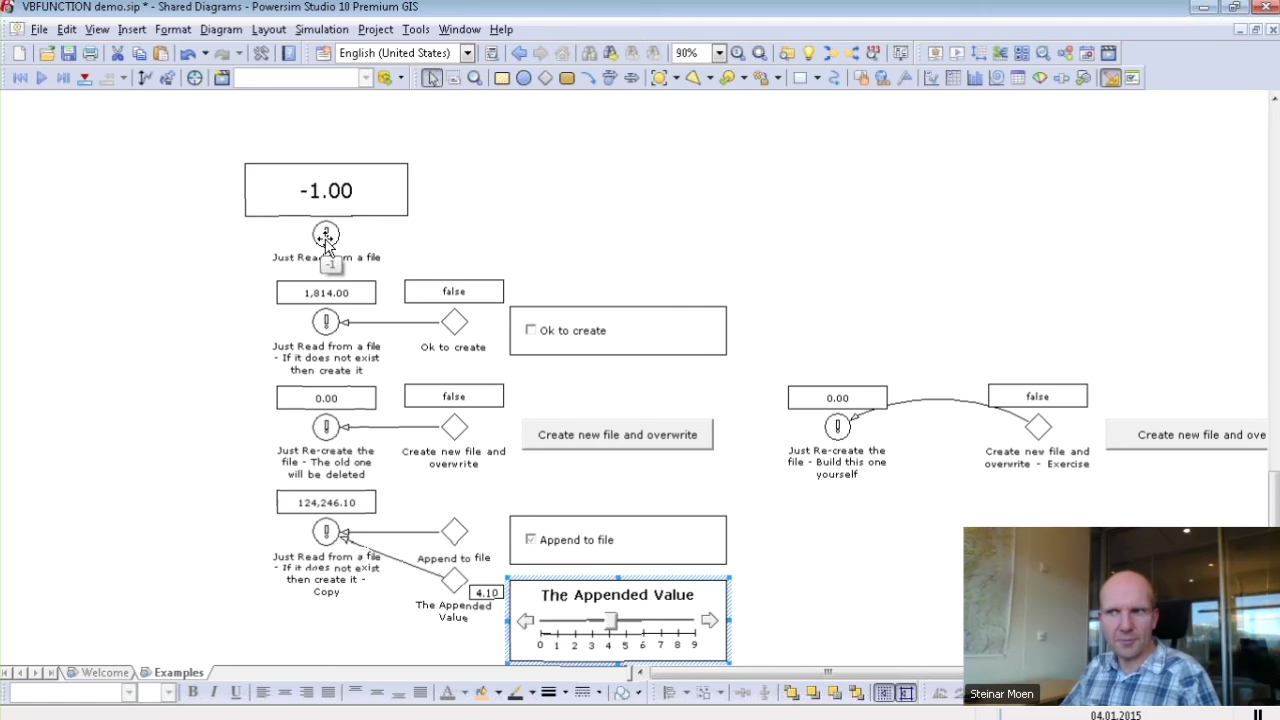 VBFUNCTION demo.sip * - Shared Diagrams - Powersim Studio 10 Premium GIS
File Edit View Insert Format Diagram Layout Simulation Project Tools Window Help
English (United States)
90%
-1.00
Just Read from a file
-1
1,814.00
false
Ok to create
Just Read from a file
- If it does not exist
then create it
Ok to create
0.00
false
Create new file and overwrite
Just Re-create the
file - The old one
will be deleted
Create new file and
overwrite
0.00
false
Create new file and ove
Just Re-create the
file - Build this one
yourself
Create new file and
overwrite - Exercise
124,246.10
Append to file
Just Read from a file
- If it does not exist
then create it -
Copy
Append to file
4.10
The Appended
Value
The Appended Value
0 1 2 3 4 5 6 7 8 9
Welcome
Examples
B I U
A
Steinar Moen
04.01.2015